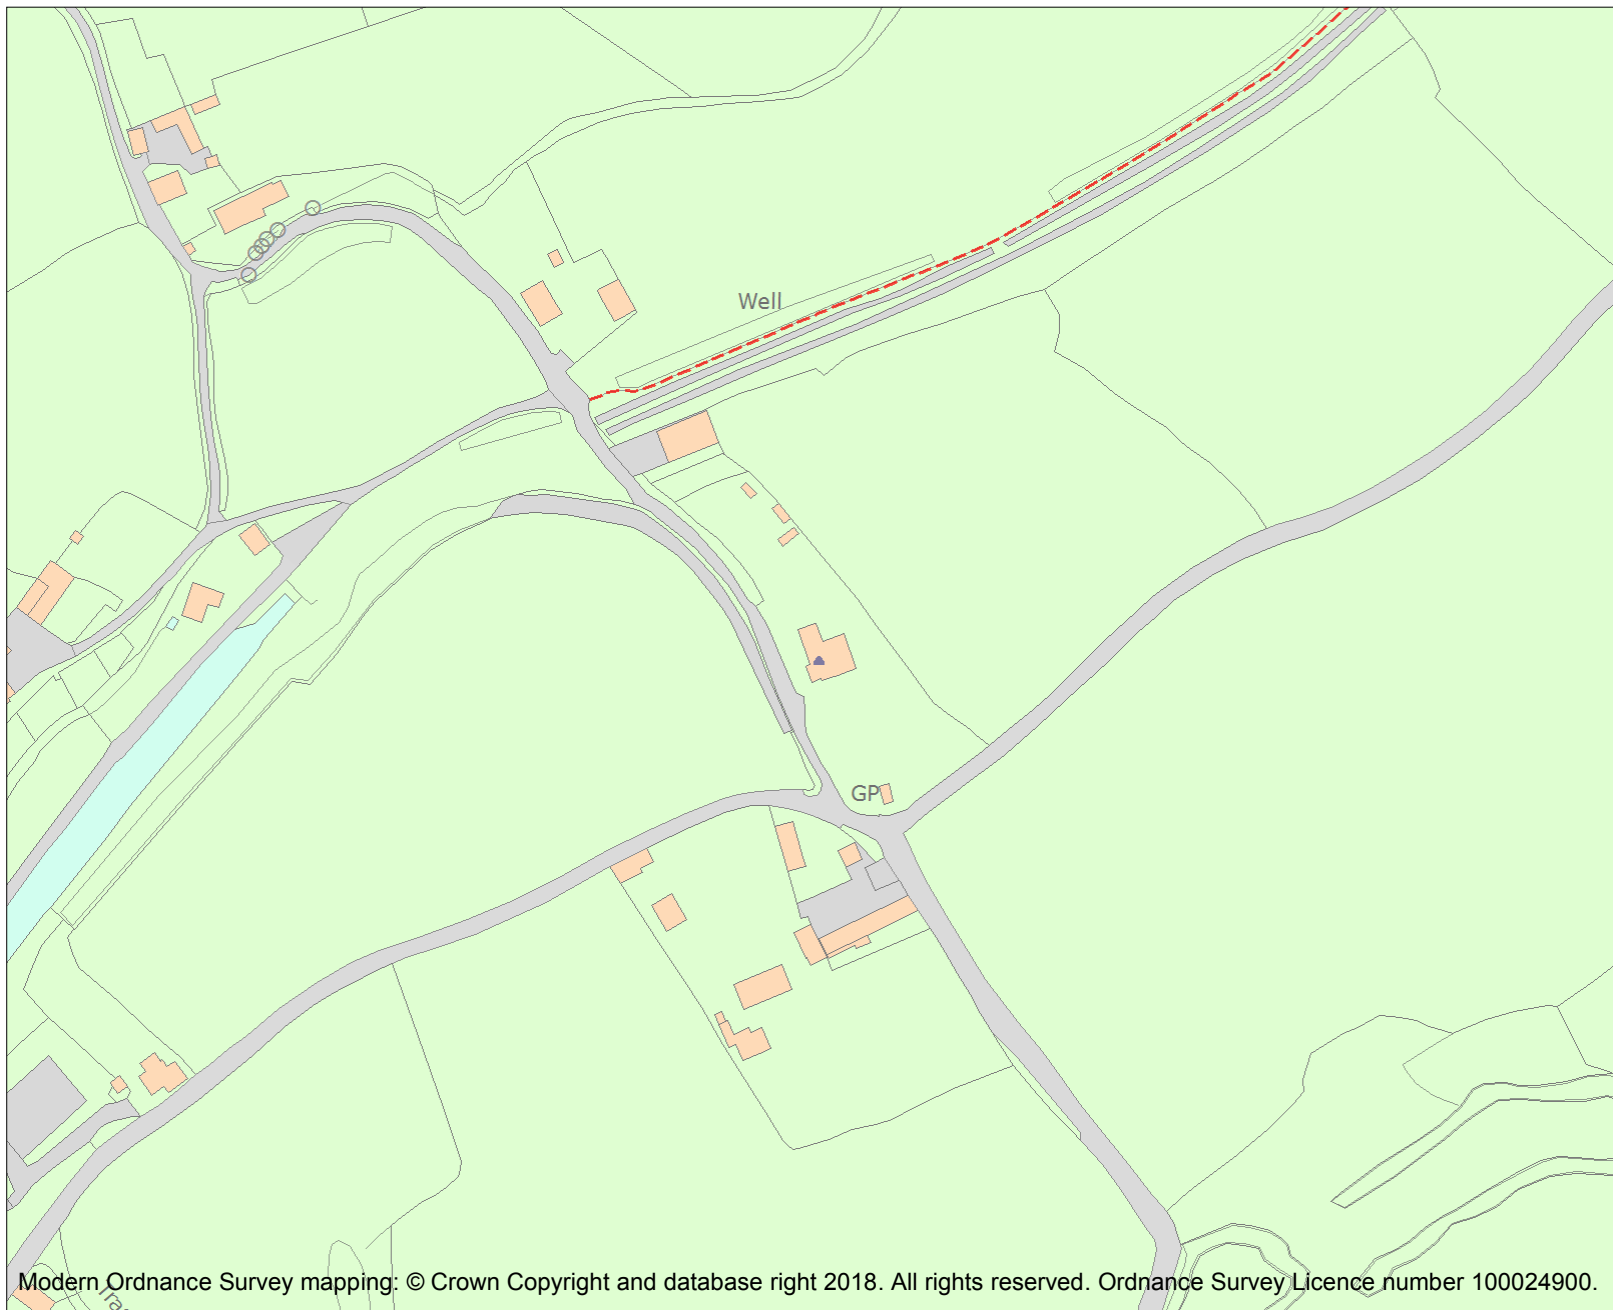 Well
GP
Modern Ordnance Survey mapping: © Crown Copyright and database right 2018. All rights reserved. Ordnance Survey Licence number 100024900.